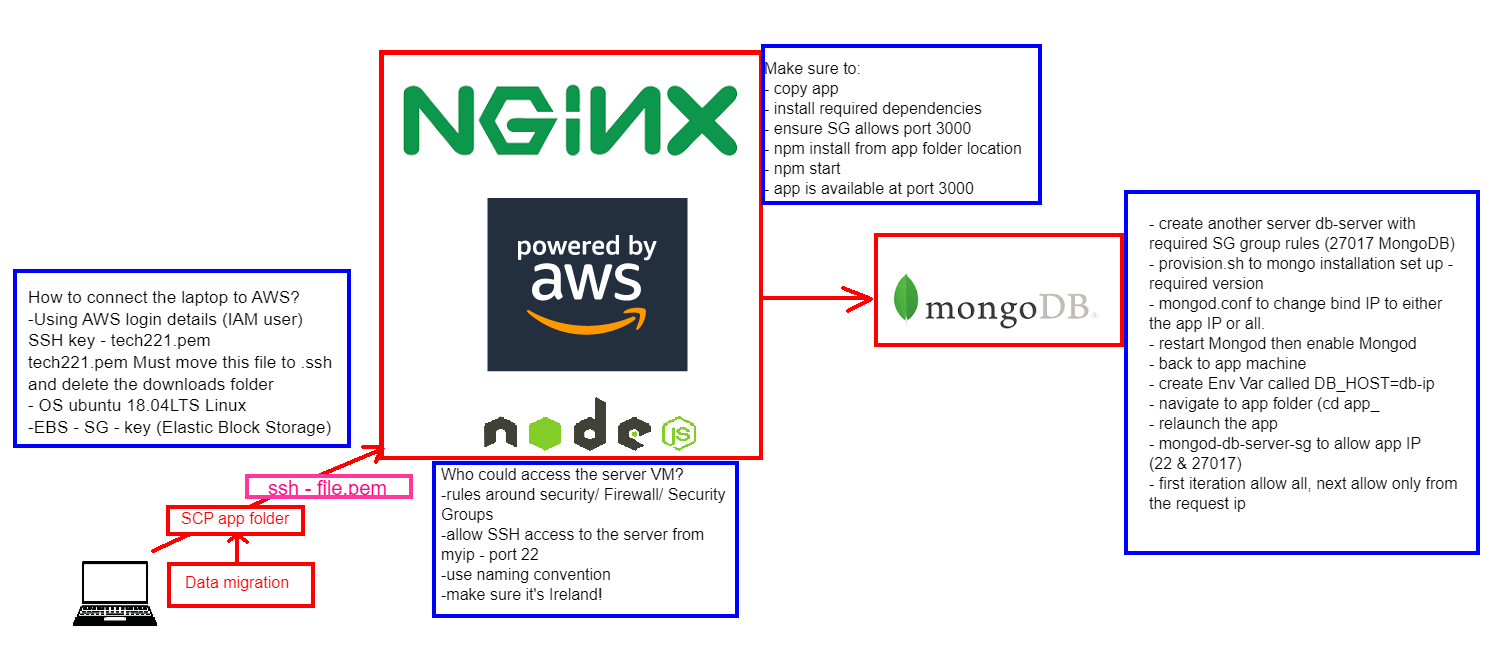 NGINX
powered by
aws
node
JS
Make sure to:
- copy app
- install required dependencies
- ensure SG allows port 3000
- npm install from app folder location
- npm start
- app is available at port 3000
mongoDB®
- create another server db-server with
required SG group rules (27017 MongoDB)
- provision.sh to mongo installation set up -
required version
- mongod.conf to change bind IP to either
the app IP or all.
- restart Mongod then enable Mongod
- back to app machine
- create Env Var called DB_HOST=db-ip
- navigate to app folder (cd app_
- relaunch the app
- mongod-db-server-sg to allow app IP
(22 & 27017)
- first iteration allow all, next allow only from
the request ip
How to connect the laptop to AWS?
-Using AWS login details (IAM user)
SSH key - tech221.pem
tech221.pem Must move this file to .ssh
and delete the downloads folder
- OS ubuntu 18.04LTS Linux
-EBS - SG - key (Elastic Block Storage)
ssh - file.pem
SCP app folder
Data migration
Who could access the server VM?
-rules around security/ Firewall/ Security
Groups
-allow SSH access to the server from
myip - port 22
-use naming convention
-make sure it's Ireland!